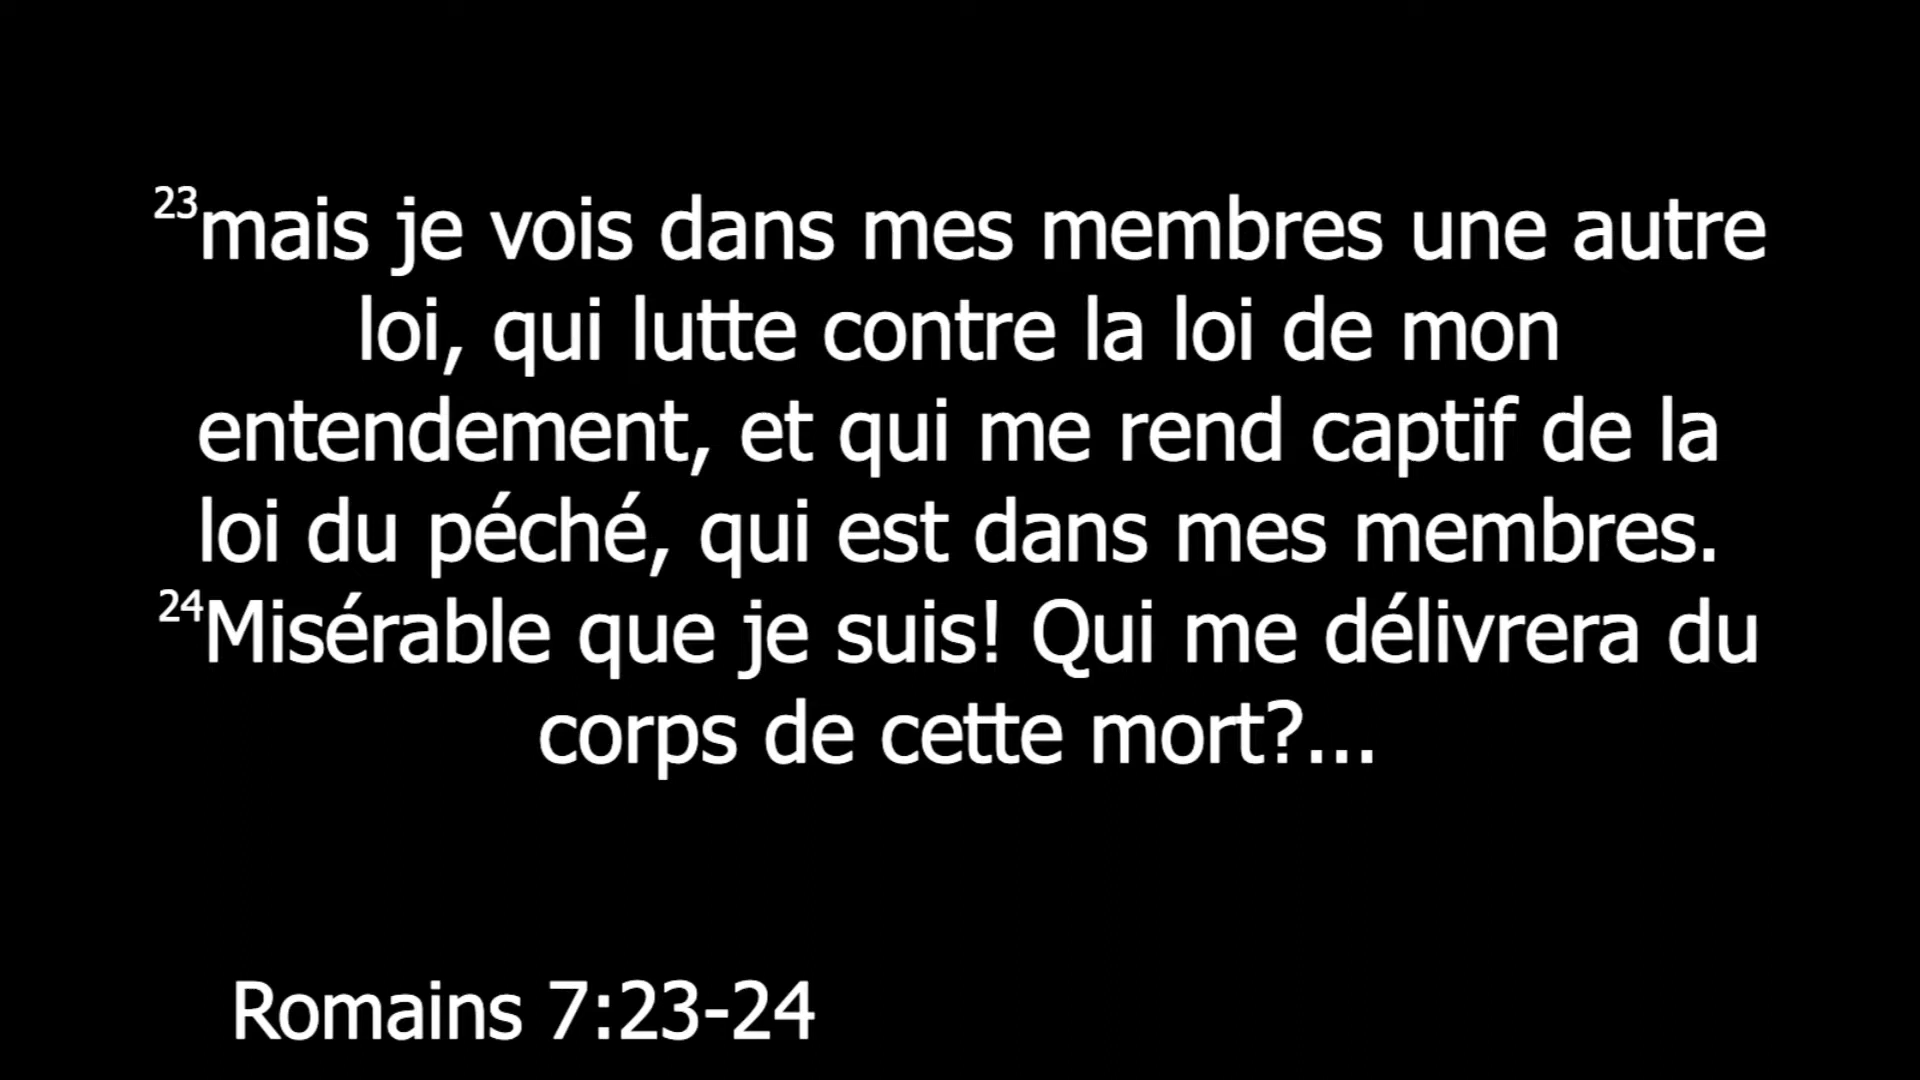 23mais je vois dans mes membres une autre
loi, qui lutte contre la loi de mon
entendement, et qui me rend captif de la
loi du péché, qui est dans mes membres.
24Misérable que je suis! Qui me délivrera du
corps de cette mort?...
Romains 7:23-24